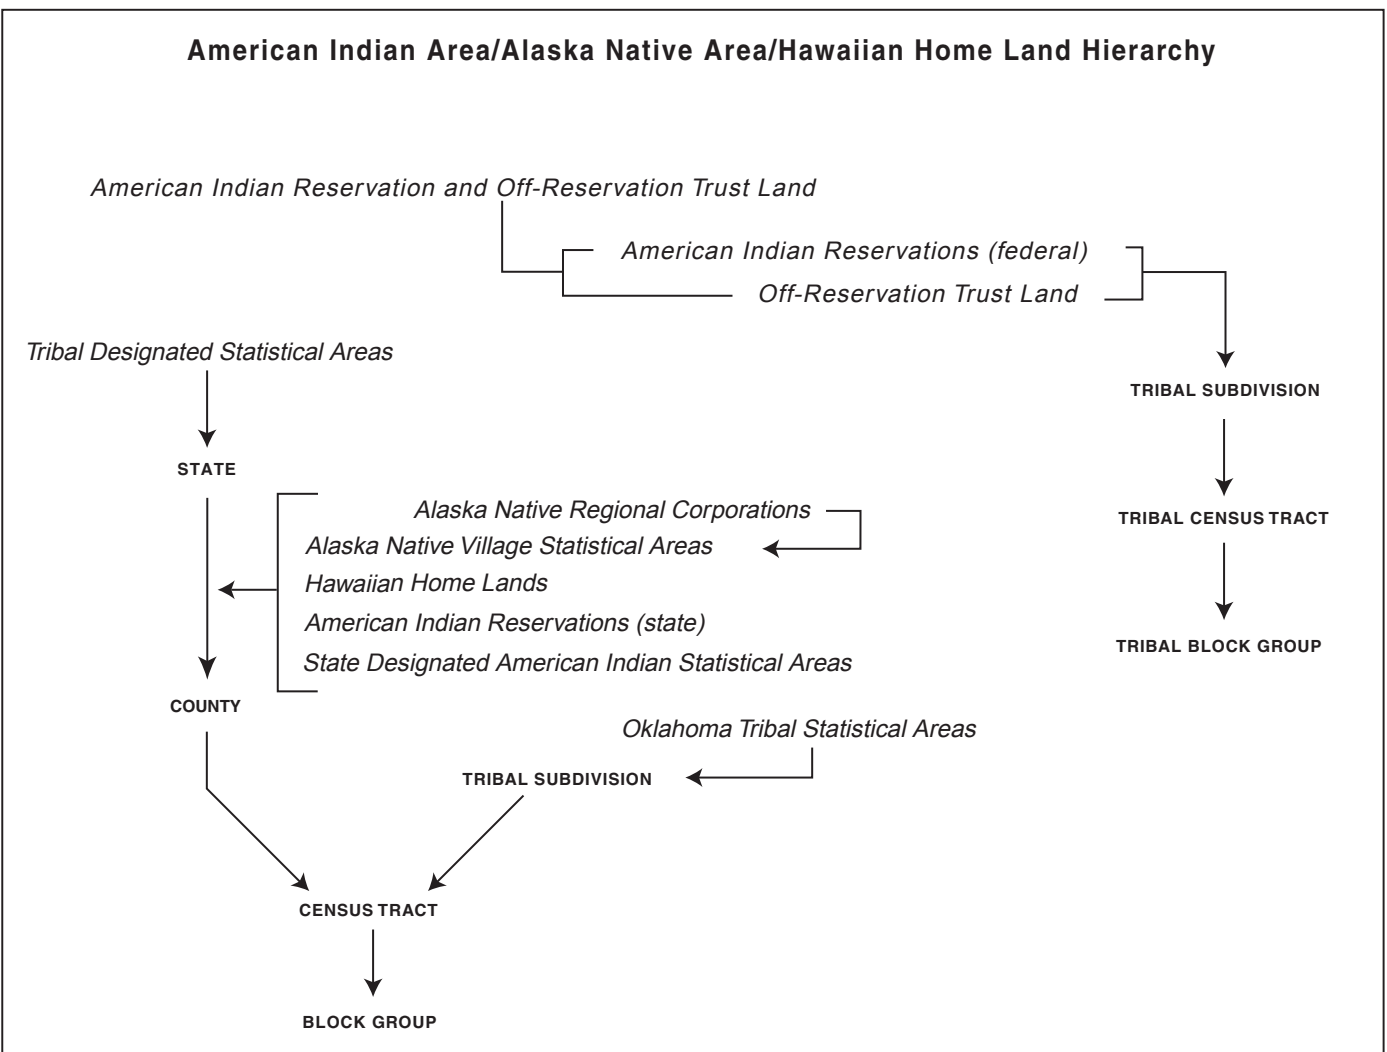 American Indian Area/Alaska Native Area/Hawaiian Home Land Hierarchy
American Indian Reservation and Off-Reservation Trust Land
American Indian Reservations (federal)
Off-Reservation Trust Land
Tribal Designated Statistical Areas
TRIBAL SUBDIVISION
STATE
Alaska Native Regional Corporations
TRIBAL CENSUS TRACT
Alaska Native Village Statistical Areas
Hawaiian Home Lands
American Indian Reservations (state)
TRIBAL BLOCK GROUP
State Designated American Indian Statistical Areas
COUNTY
Oklahoma Tribal Statistical Areas
TRIBAL SUBDIVISION
CENSUS TRACT
BLOCK GROUP